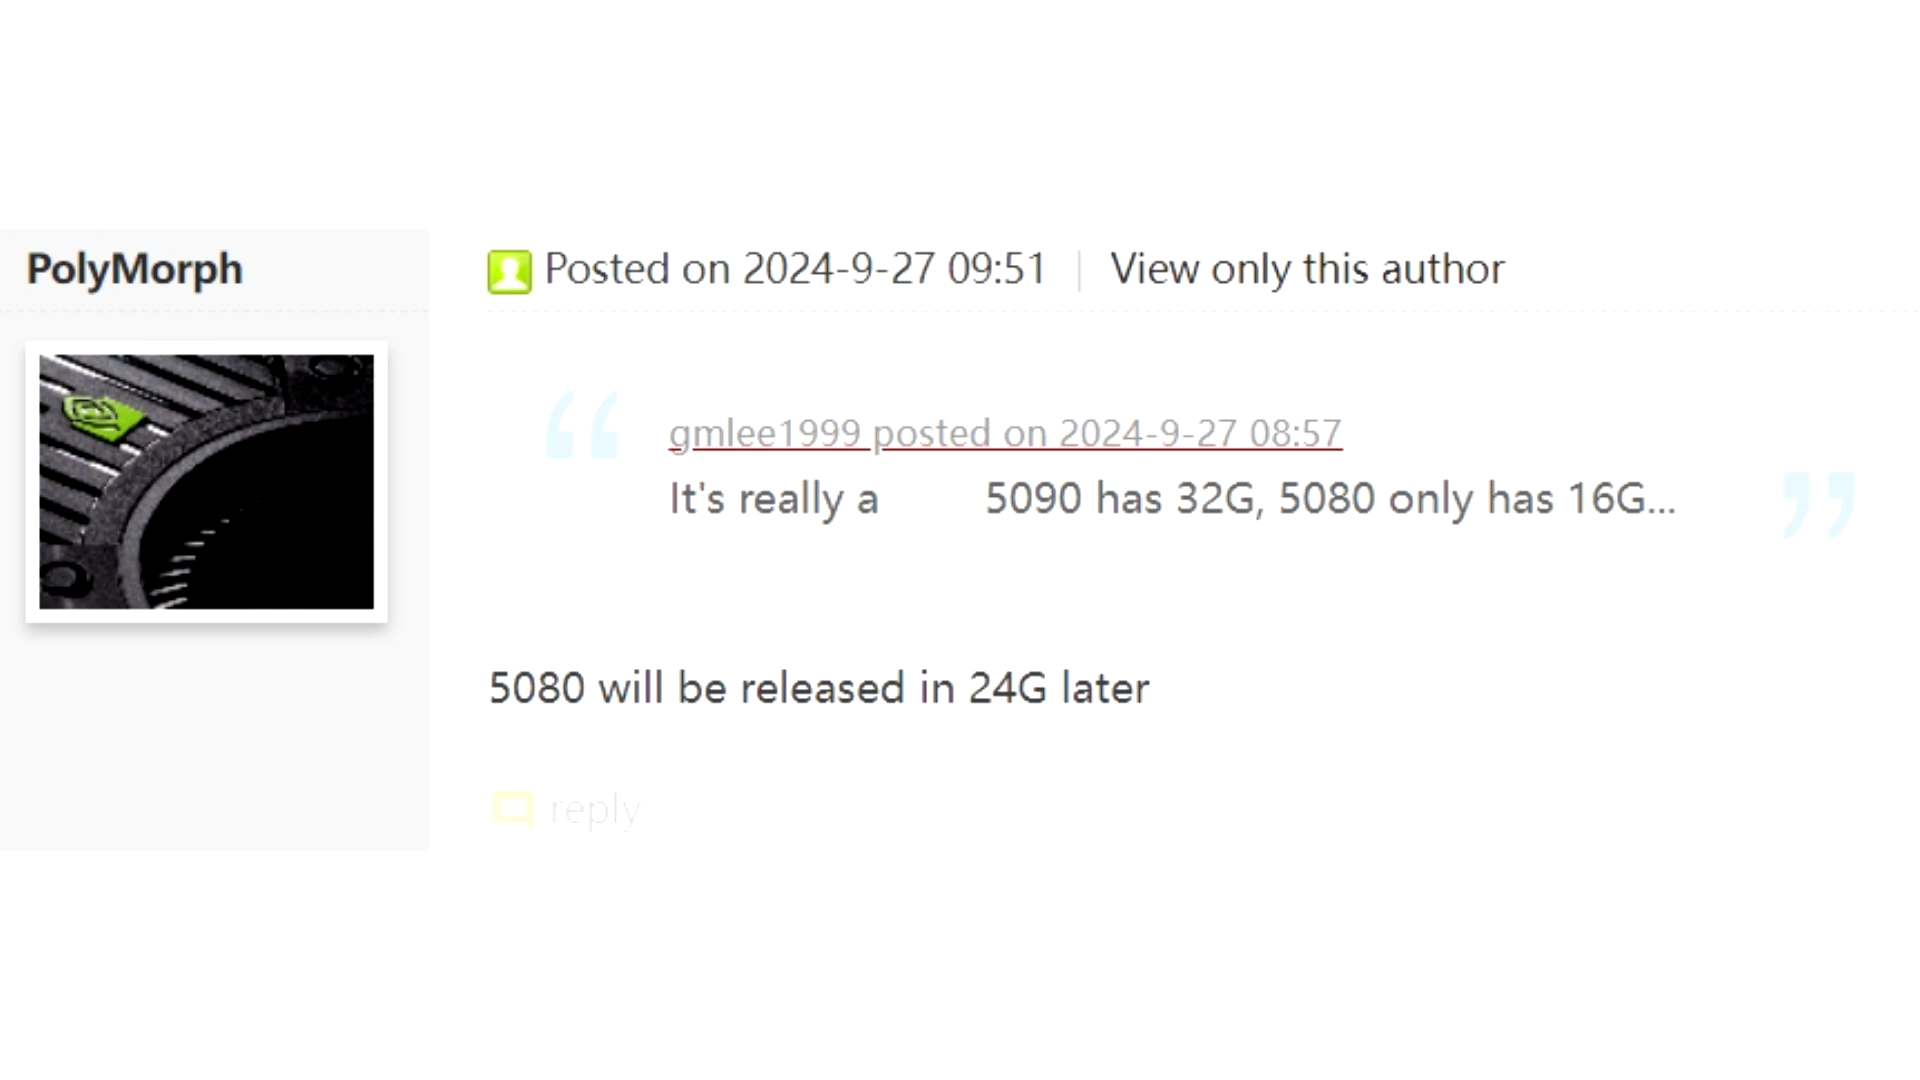 PolyMorph
Posted on 2024-9-27 09:51 | View only this author
gmlee1999 posted on 2024-9-27 08:57
It's really a 5090 has 32G, 5080 only has 16G...
5080 will be released in 24G later
reply